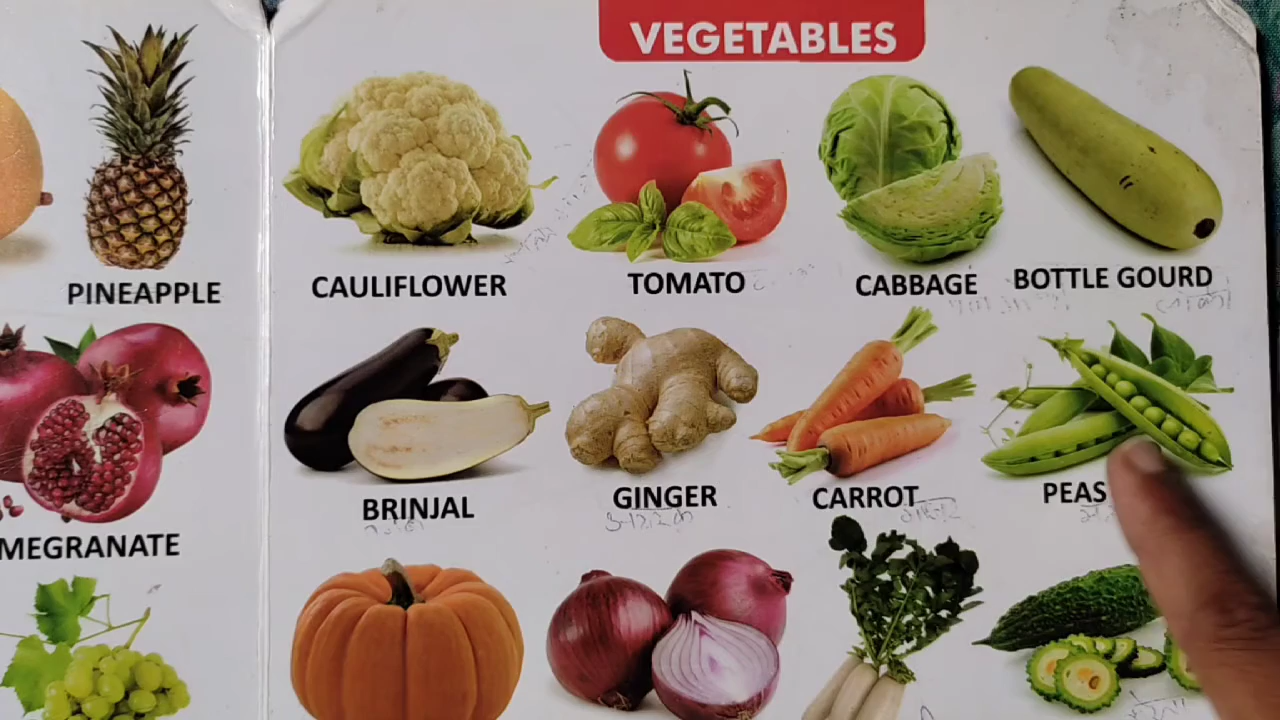 VEGETABLES
PINEAPPLE
CAULIFLOWER
TOMATO
CABBAGE
BOTTLE GOURD
MEGRANATE
BRINJAL
GINGER
CARROT
PEAS